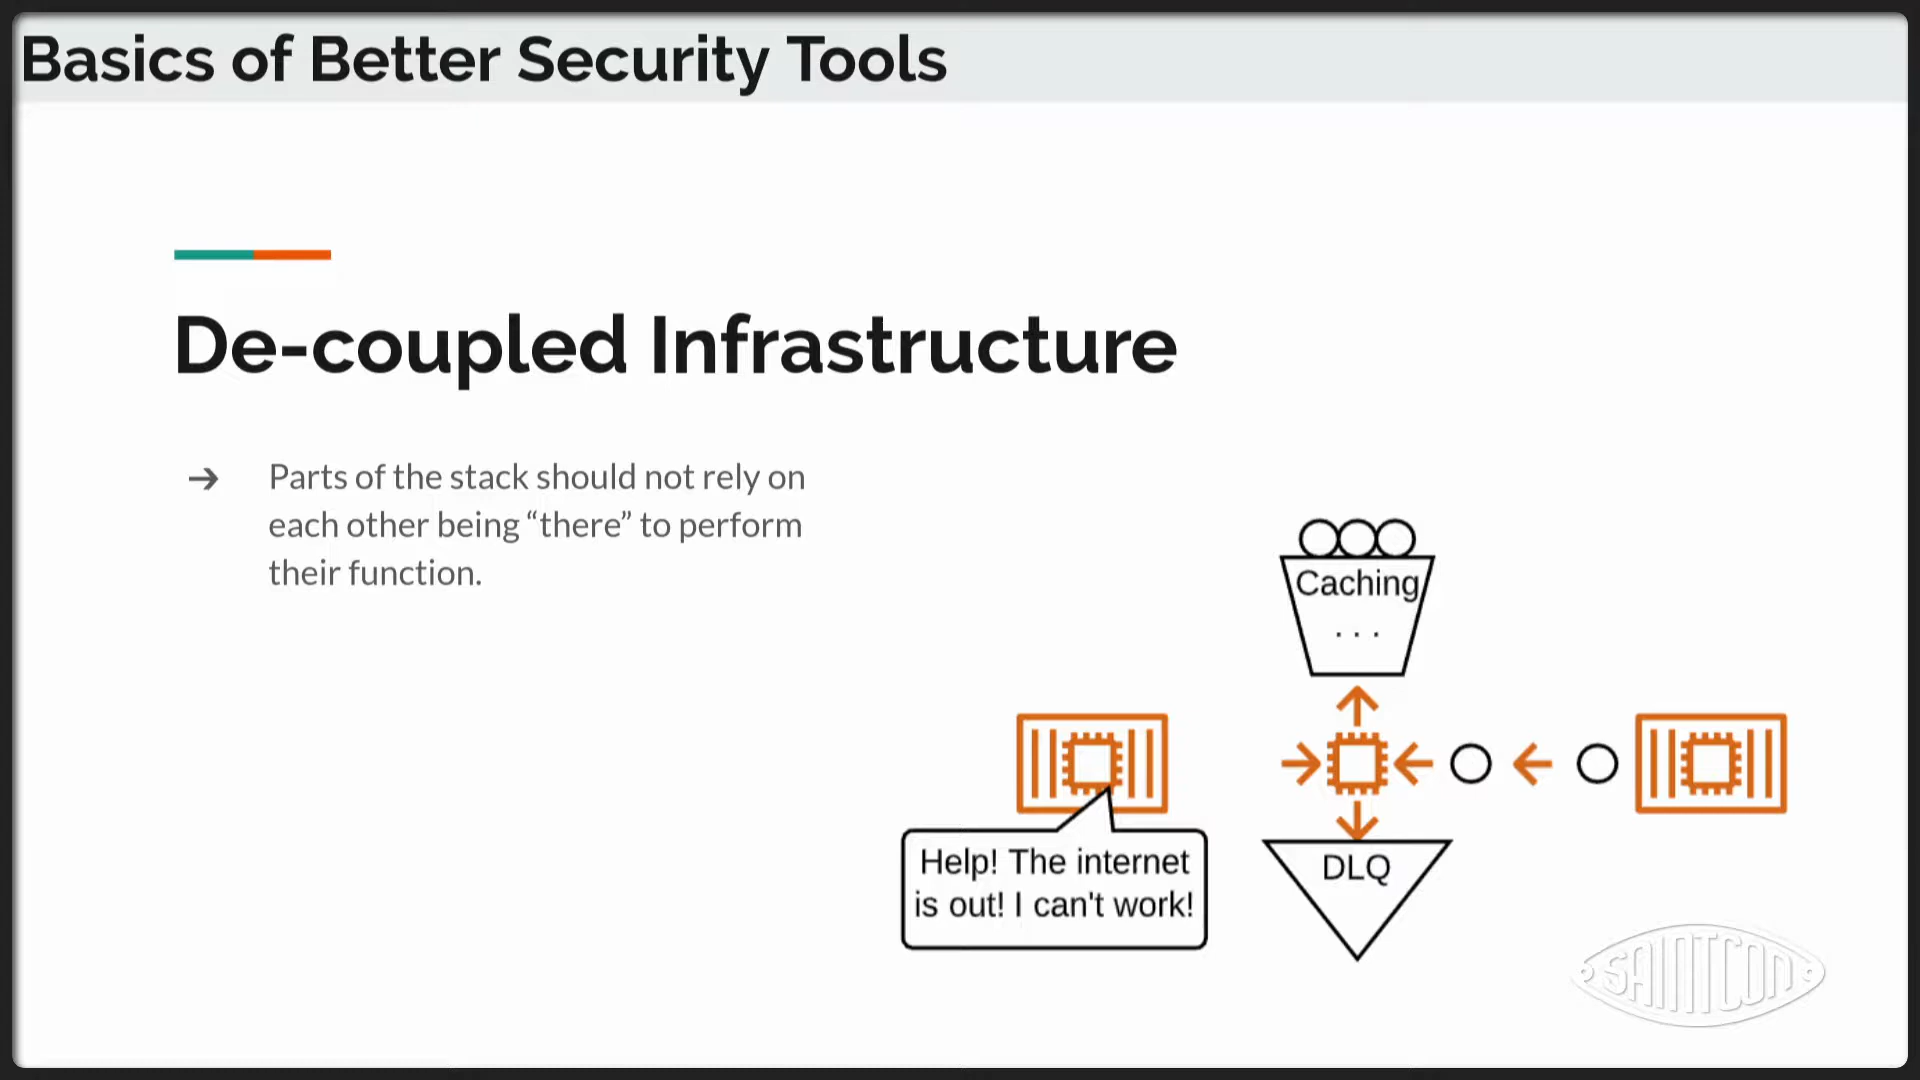 Basics of Better Security Tools
De-coupled Infrastructure
➔ Parts of the stack should not rely on
each other being “there” to perform
their function.
Caching
. . .
Help! The internet
is out! I can't work!
DLQ
SAINTCON